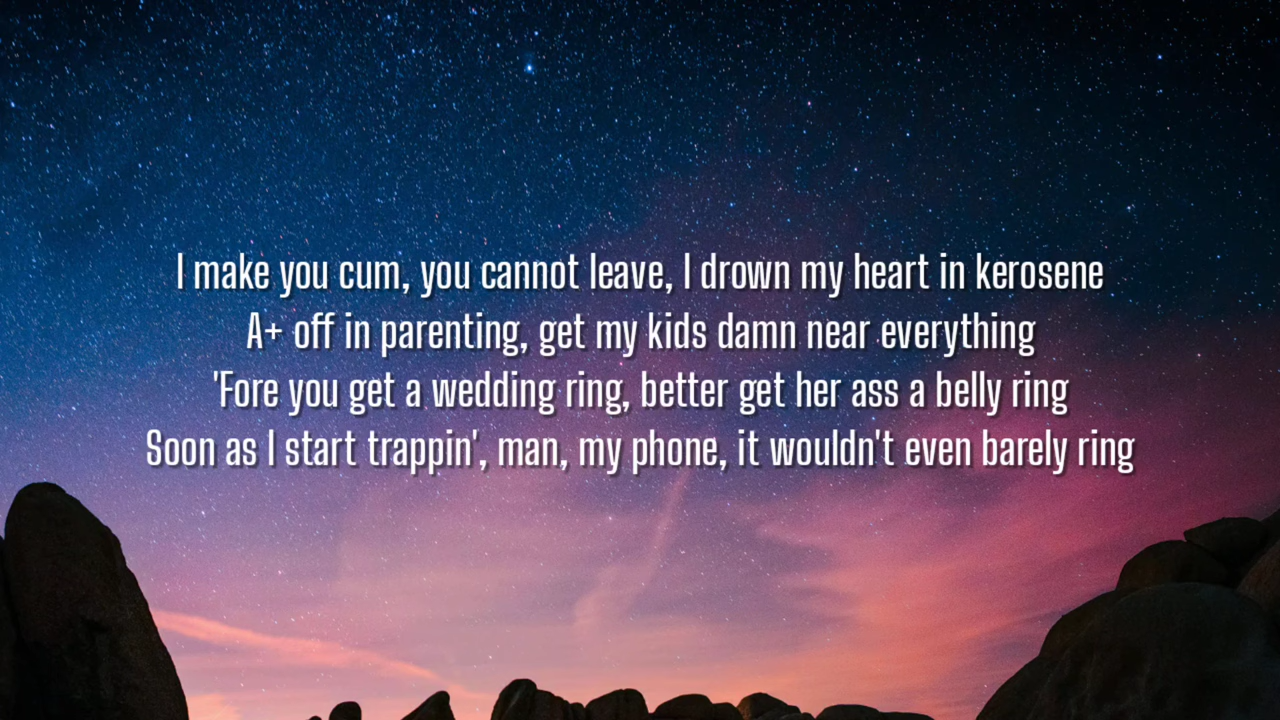 I make you cum, you cannot leave, I drown my heart in kerosene
A+ off in parenting, get my kids damn near everything
'Fore you get a wedding ring, better get her ass a belly ring
Soon as I start trappin', man, my phone, it wouldn't even barely ring